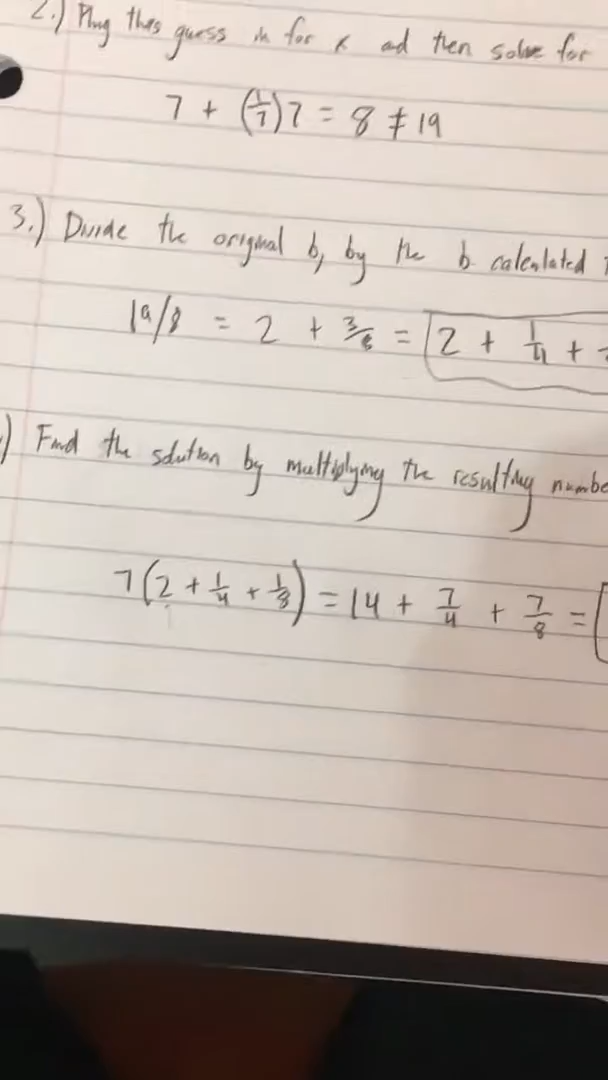 2.) Plug this guess in for x ad then solve for
7 + (1/7)7 = 8 ≠ 19
3.) Divide the original b, by the b calculated
19/8 = 2 + 3/8 = 2 + 1/4 +
) Find the solution by multiplying the resulting numbe
7(2 + 1/4 + 1/8) = 14 + 7/4 + 7/8 =